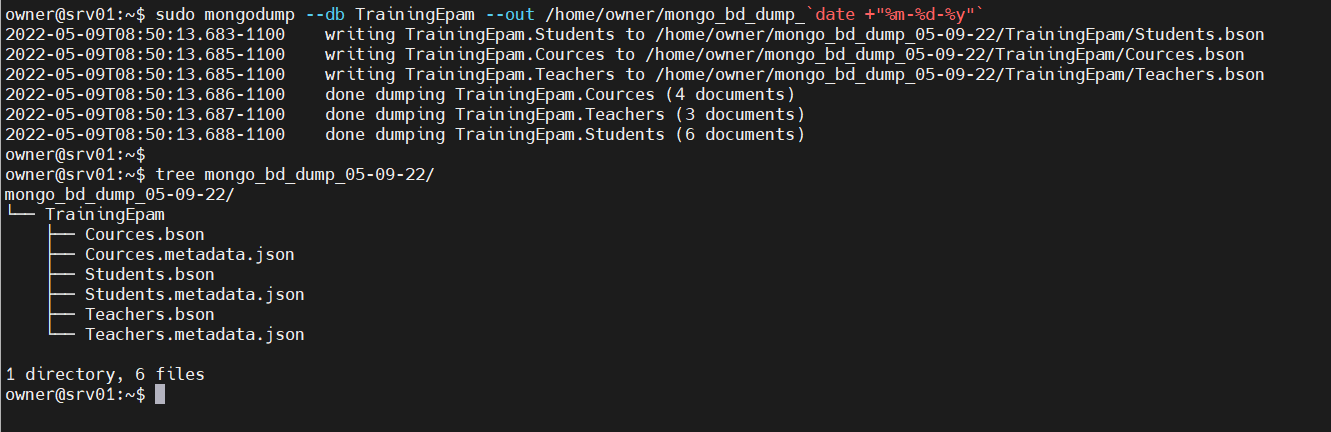 owner@srv01:~$ sudo mongodump --db TrainingEpam --out /home/owner/mongo_bd_dump_`date +"%m-%d-%y"`
2022-05-09T08:50:13.683-1100    writing TrainingEpam.Students to /home/owner/mongo_bd_dump_05-09-22/TrainingEpam/Students.bson
2022-05-09T08:50:13.685-1100    writing TrainingEpam.Cources to /home/owner/mongo_bd_dump_05-09-22/TrainingEpam/Cources.bson
2022-05-09T08:50:13.685-1100    writing TrainingEpam.Teachers to /home/owner/mongo_bd_dump_05-09-22/TrainingEpam/Teachers.bson
2022-05-09T08:50:13.686-1100    done dumping TrainingEpam.Cources (4 documents)
2022-05-09T08:50:13.687-1100    done dumping TrainingEpam.Teachers (3 documents)
2022-05-09T08:50:13.688-1100    done dumping TrainingEpam.Students (6 documents)
owner@srv01:~$
owner@srv01:~$ tree mongo_bd_dump_05-09-22/
mongo_bd_dump_05-09-22/
└── TrainingEpam
    ├── Cources.bson
    ├── Cources.metadata.json
    ├── Students.bson
    ├── Students.metadata.json
    ├── Teachers.bson
    └── Teachers.metadata.json

1 directory, 6 files
owner@srv01:~$